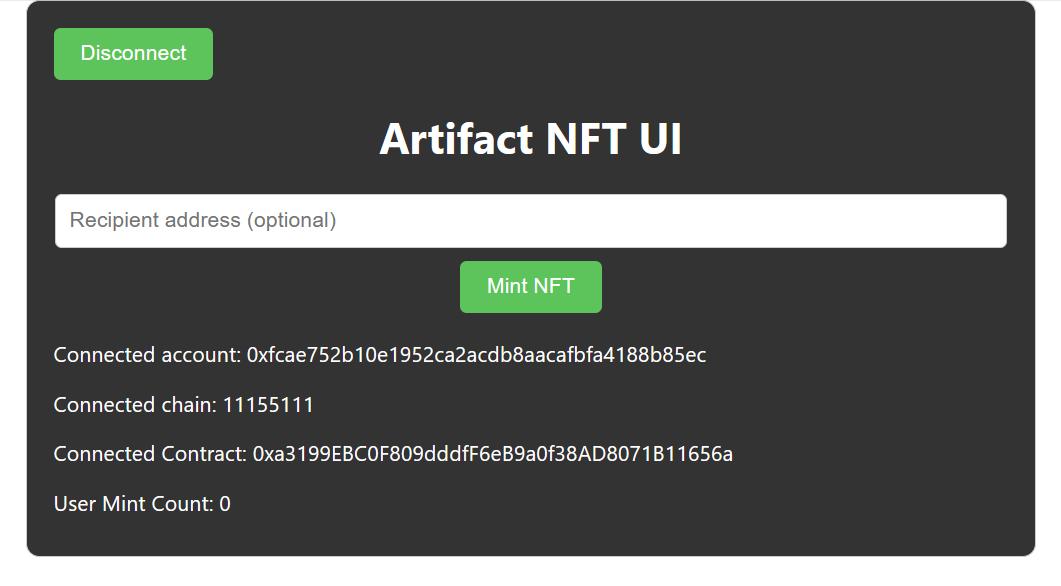 Disconnect
Artifact NFT UI
Recipient address (optional)
Mint NFT
Connected account: 0xfcae752b10e1952ca2acdb8aacafbfa4188b85ec
Connected chain: 11155111
Connected Contract: 0xa3199EBC0F809dddfF6eB9a0f38AD8071B11656a
User Mint Count: 0